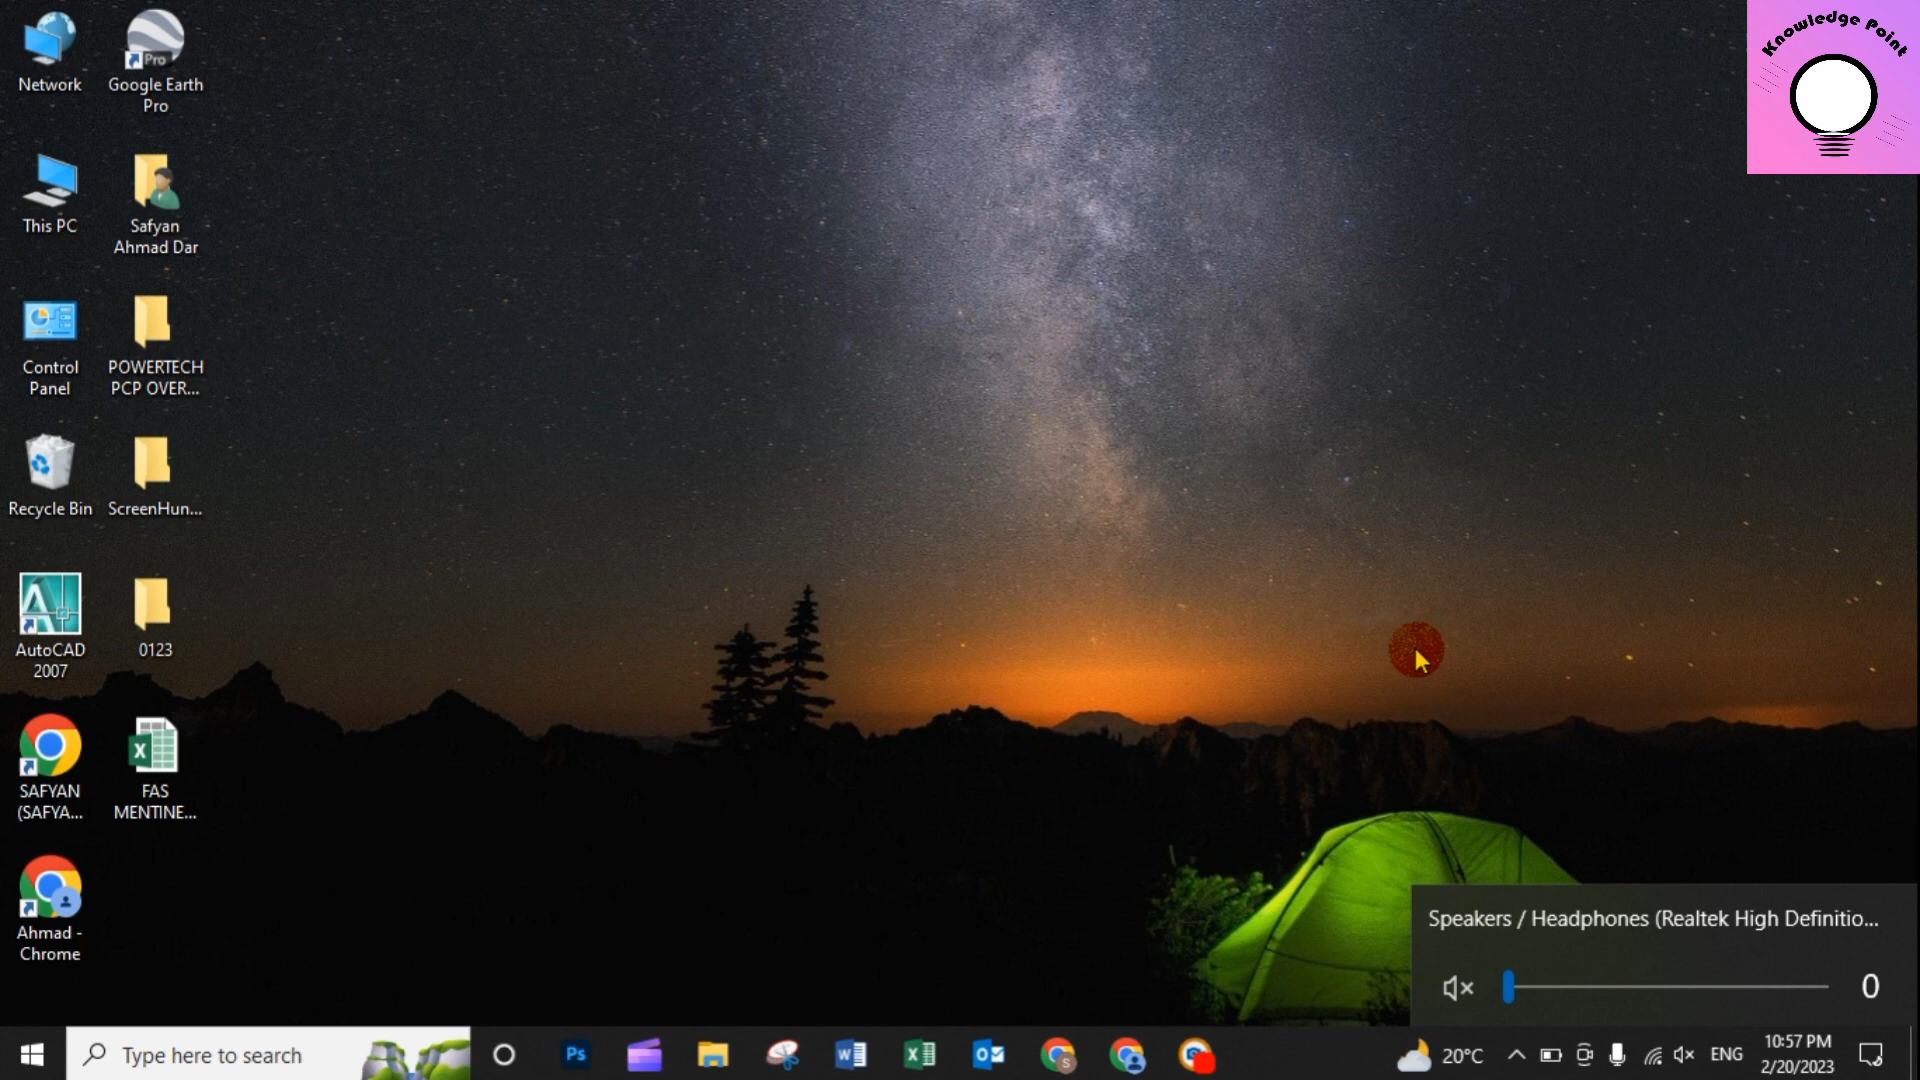 Knowledge Point
Network
Google Earth
Pro
Pro
This PC
Safyan
Ahmad Dar
Control
Panel
POWERTECH
PCP OVER...
Recycle Bin
ScreenHun...
AutoCAD
2007
0123
SAFYAN
(SAFYA...
FAS
MENTINE...
Ahmad -
Chrome
Speakers / Headphones (Realtek High Definitio...
0
Type here to search
Ps
20°C
ENG
10:57 PM
2/20/2023